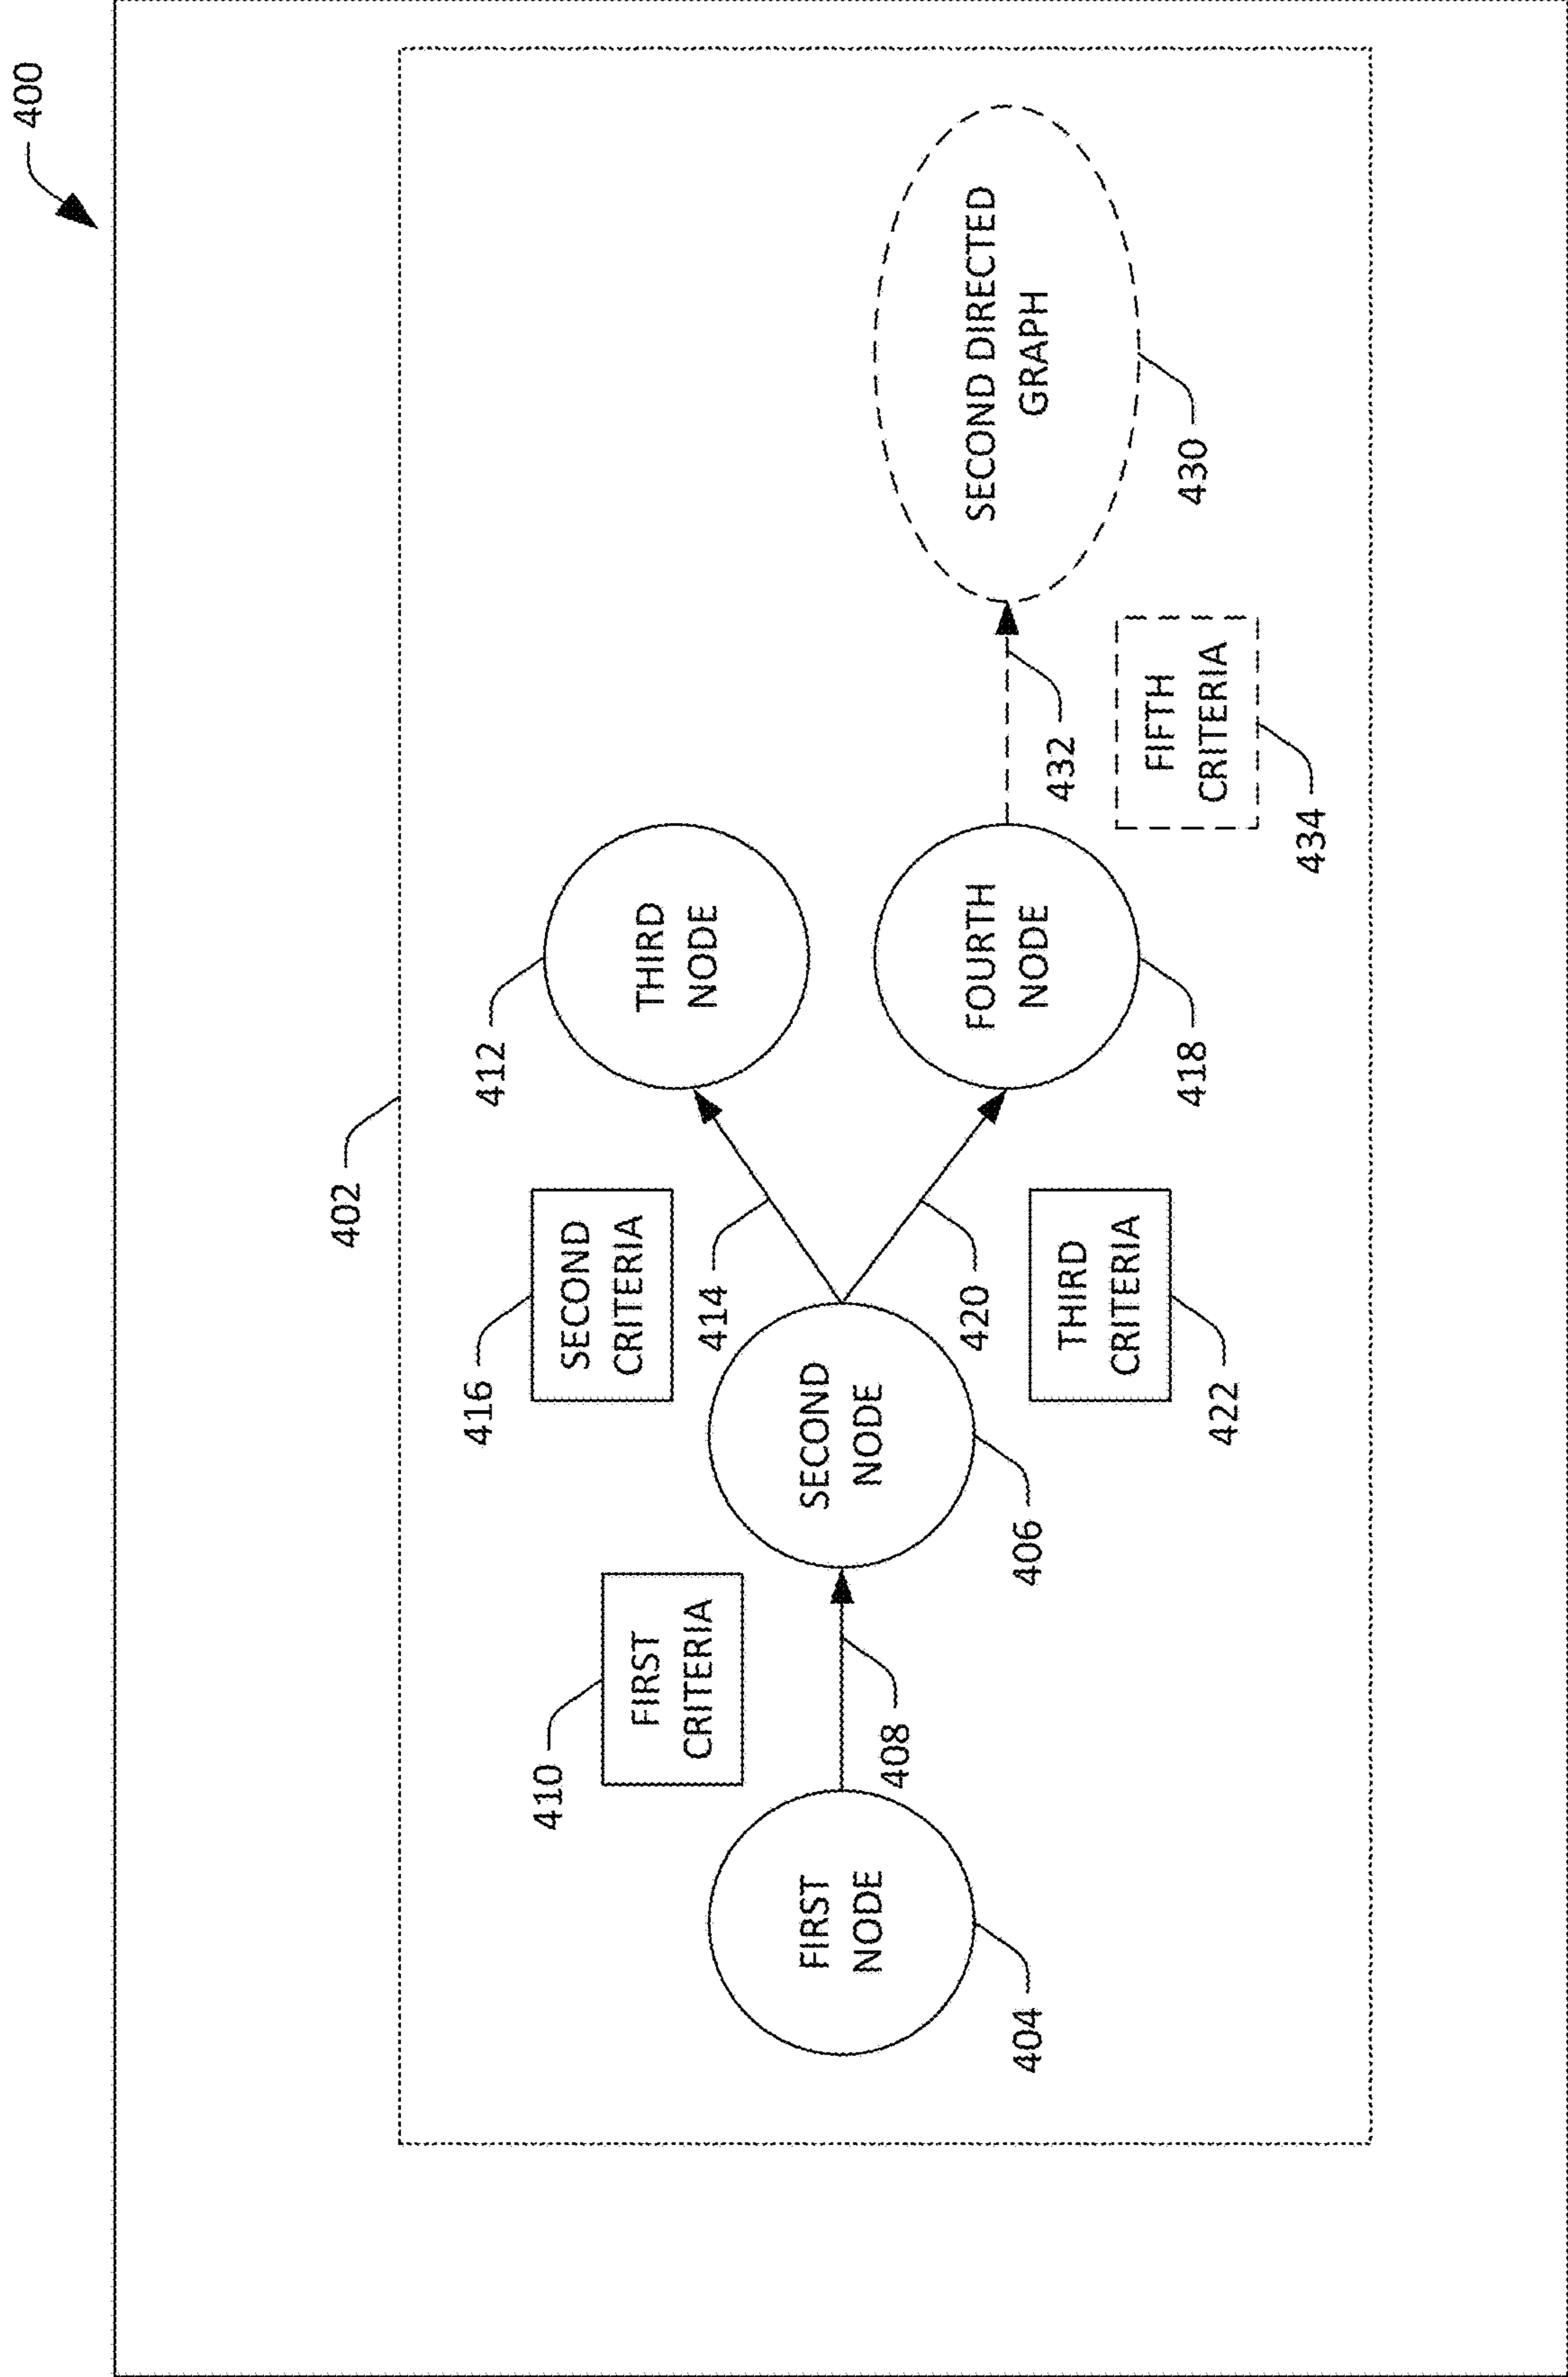 400
402
412
THIRD
NODE
416
SECOND
CRITERIA
414
410
FIRST
CRITERIA
FIRST
NODE
404
408
SECOND
NODE
406
420
THIRD
CRITERIA
422
FOURTH
NODE
418
432
FIFTH
CRITERIA
434
SECOND DIRECTED
GRAPH
430